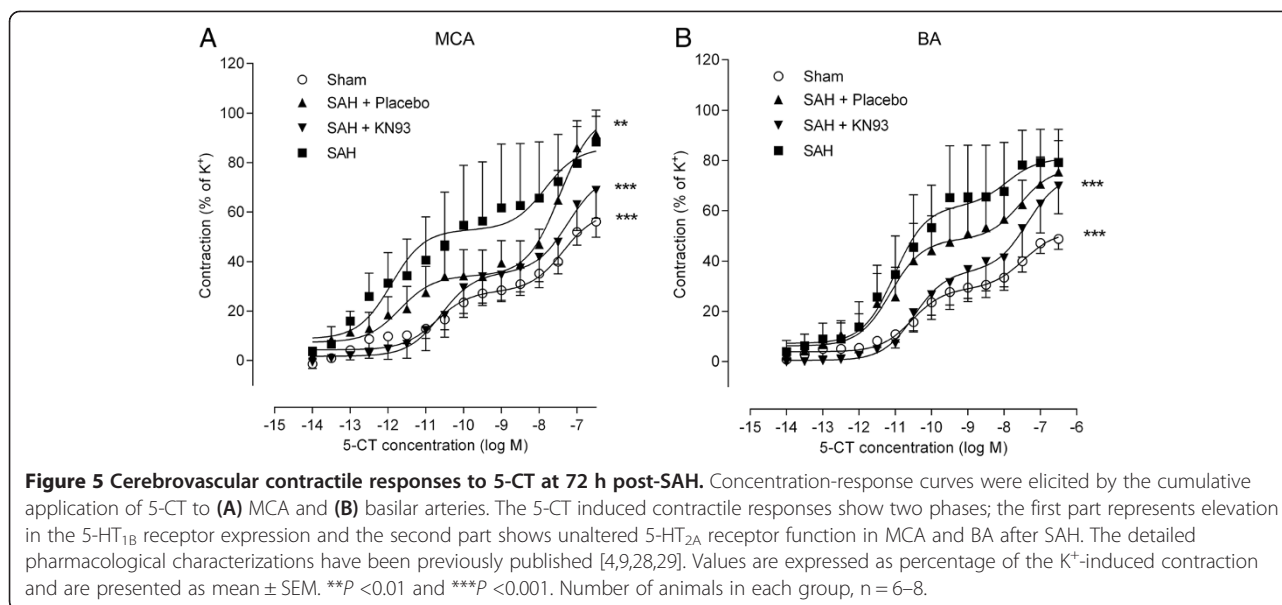 A
MCA
120
100
80
60
40
20
0
Contraction (% of K+)
Sham
SAH + Placebo
SAH + KN93
SAH
**
***
***
-15 -14 -13 -12 -11 -10 -9 -8 -7
5-CT concentration (log M)
B
BA
120
100
80
60
40
20
0
Contraction (% of K+)
Sham
SAH + Placebo
SAH + KN93
SAH
***
***
-15 -14 -13 -12 -11 -10 -9 -8 -7 -6
5-CT concentration (log M)
Figure 5 Cerebrovascular contractile responses to 5-CT at 72 h post-SAH. Concentration-response curves were elicited by the cumulative
application of 5-CT to (A) MCA and (B) basilar arteries. The 5-CT induced contractile responses show two phases; the first part represents elevation
in the 5-HT1B receptor expression and the second part shows unaltered 5-HT2A receptor function in MCA and BA after SAH. The detailed
pharmacological characterizations have been previously published [4,9,28,29]. Values are expressed as percentage of the K+-induced contraction
and are presented as mean ± SEM. **P <0.01 and ***P <0.001. Number of animals in each group, n = 6–8.